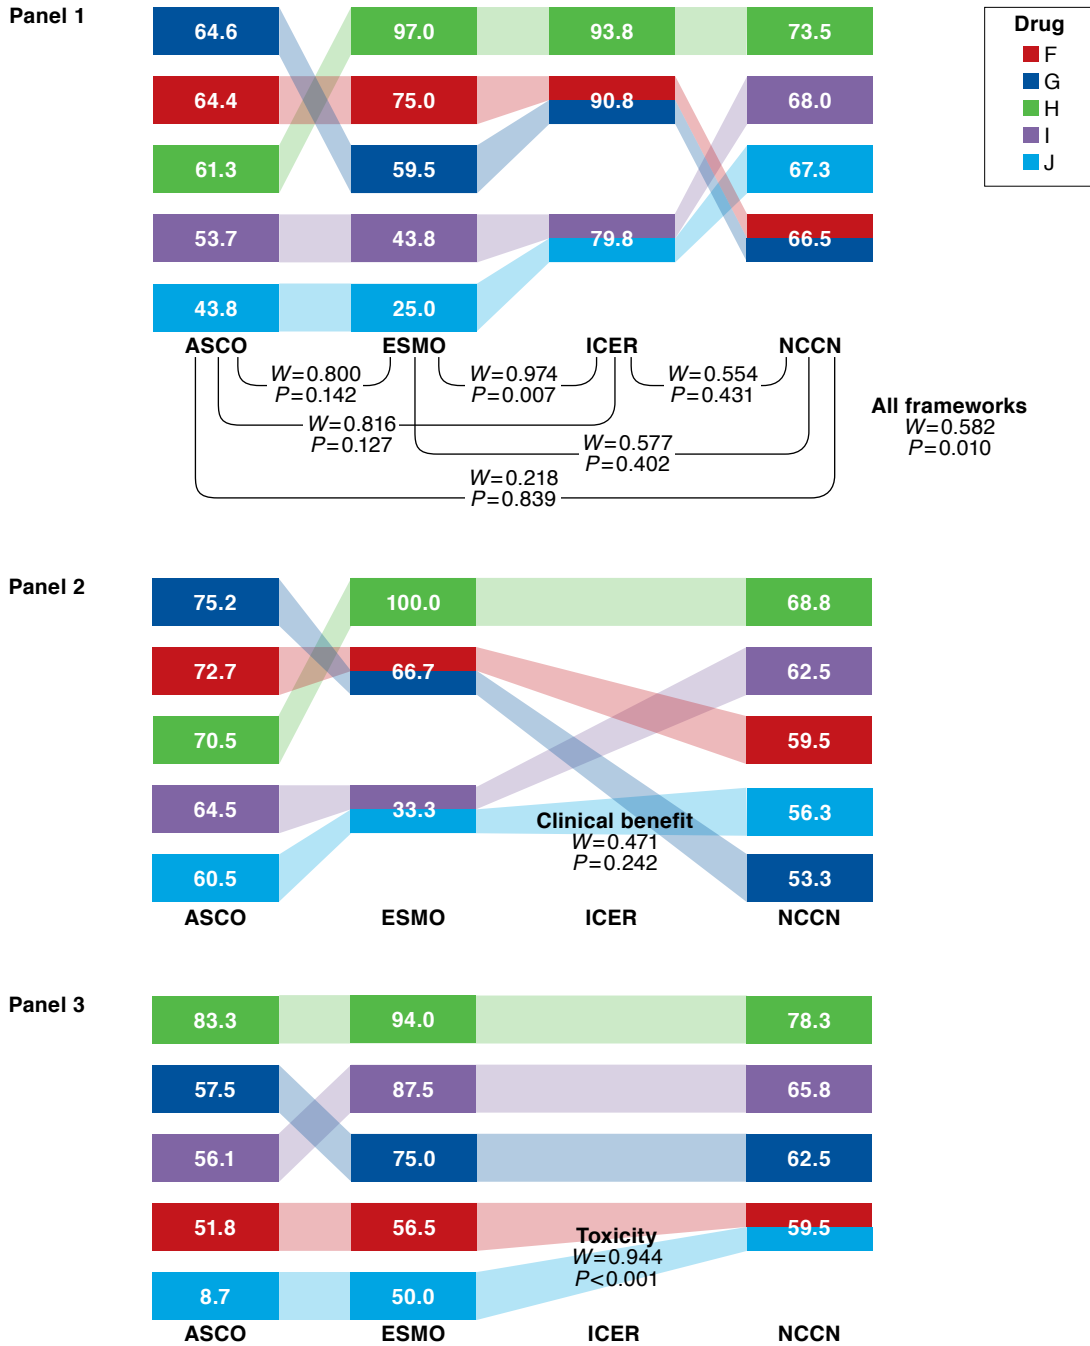 Panel 1
64.6 97.0 93.8 73.5
64.4 75.0 90.8 68.0
61.3 59.5 67.3
53.7 43.8 79.8 66.5
43.8 25.0
ASCO ESMO ICER NCCN
W=0.800 W=0.974 W=0.554
P=0.142 P=0.007 P=0.431
W=0.816
P=0.127
W=0.577
P=0.402
W=0.218
P=0.839
All frameworks
W=0.582
P=0.010
Drug
F
G
H
I
J
Panel 2
75.2 100.0 68.8
72.7 66.7 62.5
70.5 59.5
64.5 33.3 56.3
60.5 53.3
Clinical benefit
W=0.471
P=0.242
ASCO ESMO ICER NCCN
Panel 3
83.3 94.0 78.3
57.5 87.5 65.8
56.1 75.0 62.5
51.8 56.5 59.5
8.7 50.0
Toxicity
W=0.944
P<0.001
ASCO ESMO ICER NCCN